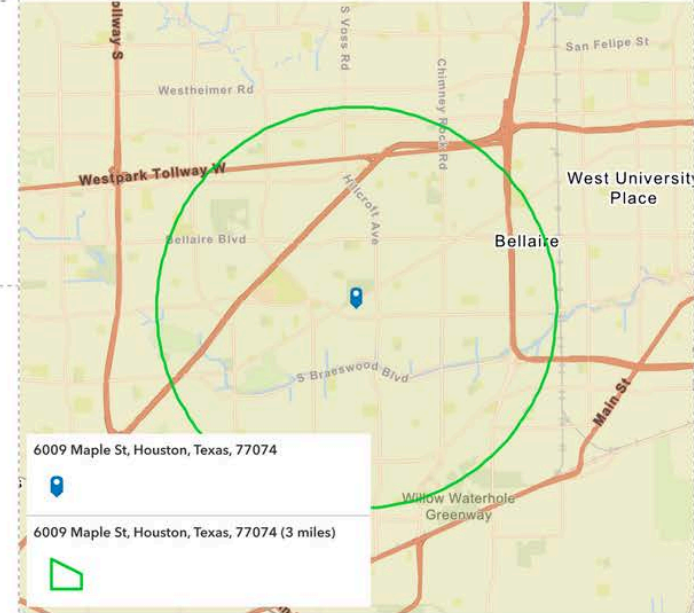 ollway S
S Voss Rd
San Felipe St
Chimney Rock Rd
Westheimer Rd
Westpark Tollway W
West University
Place
Hillcroft Ave
Bellaire Blvd
Bellaire
S Braeswood Blvd
Main St
6009 Maple St, Houston, Texas, 77074
Willow Waterhole
Greenway
6009 Maple St, Houston, Texas, 77074 (3 miles)